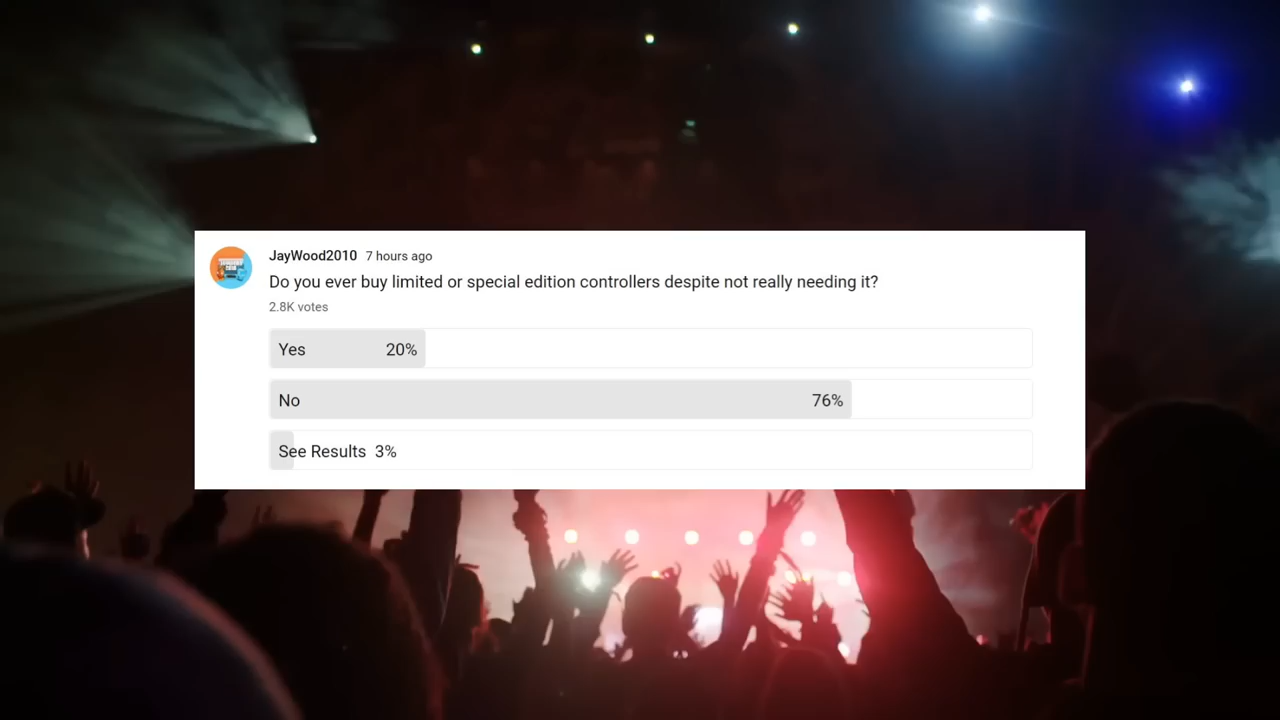 JayWood2010 7 hours ago
Do you ever buy limited or special edition controllers despite not really needing it?
2.8K votes
Yes 20%
No 76%
See Results 3%